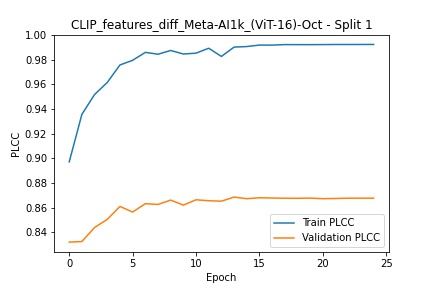 CLIP_features_diff_Meta-AI1k_(ViT-16)-Oct - Split 1
PLCC
1.00
0.98
0.96
0.94
0.92
0.90
0.88
0.86
0.84
Train PLCC
Validation PLCC
0 5 10 15 20 25
Epoch